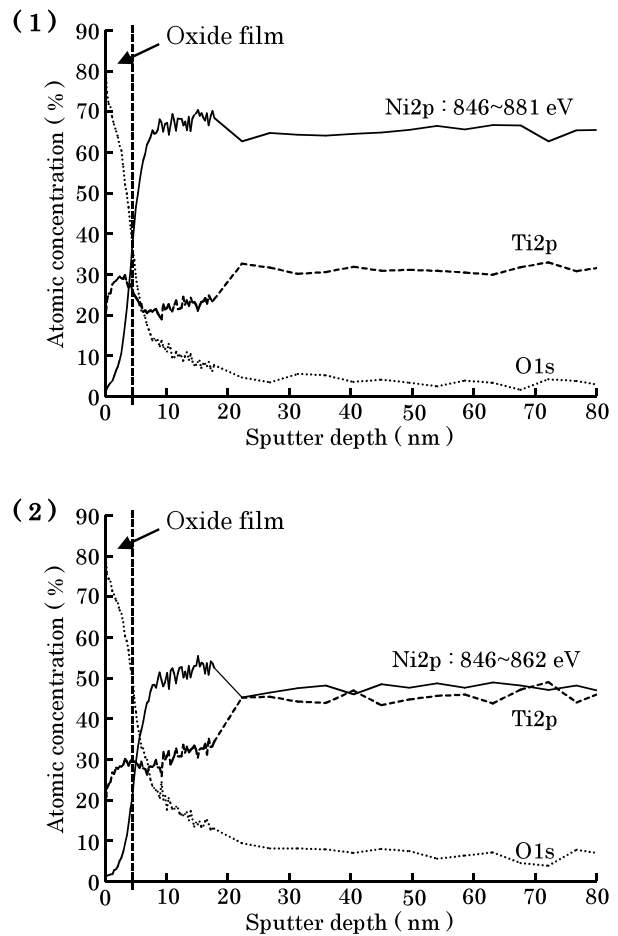 (1)
Oxide film
Ni2p : 846~881 eV
Ti2p
O1s
Atomic concentration ( % )
90
80
70
60
50
40
30
20
10
0
0 10 20 30 40 50 60 70 80
Sputter depth ( nm )
(2)
Oxide film
Ni2p : 846~862 eV
Ti2p
O1s
Atomic concentration ( % )
90
80
70
60
50
40
30
20
10
0
0 10 20 30 40 50 60 70 80
Sputter depth ( nm )